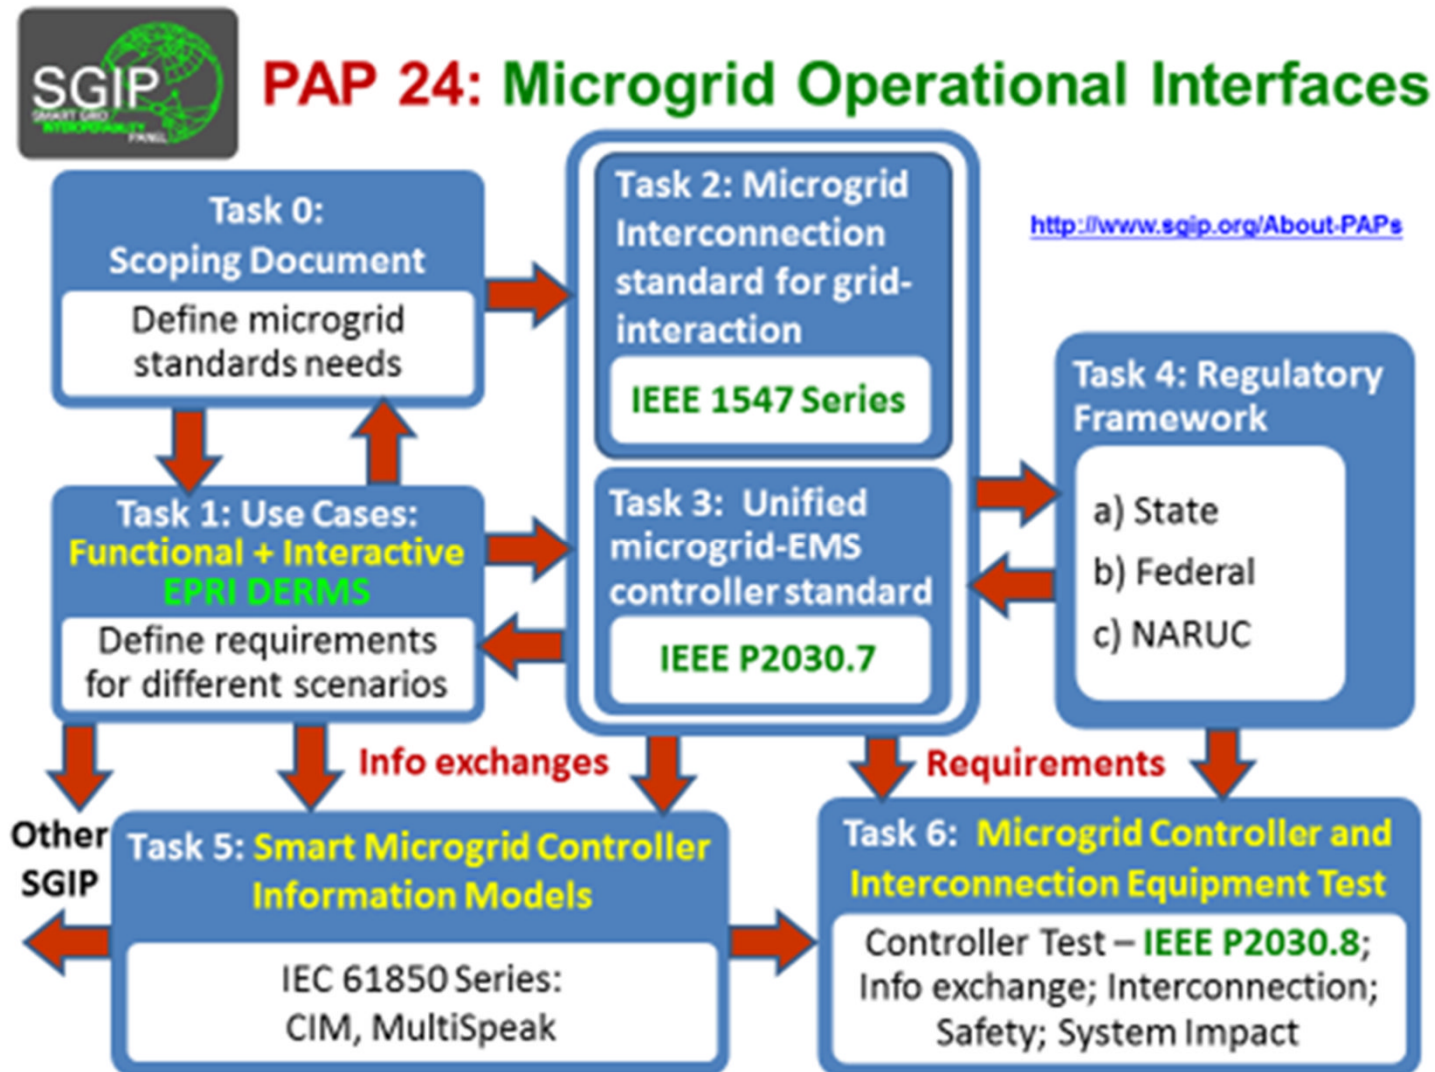 SGIP
SMART GRID
INTEROPERABILITY
PANEL
PAP 24: Microgrid Operational Interfaces
http://www.sgip.org/About-PAPs
Task 0:
Scoping Document
Define microgrid
standards needs
Task 1: Use Cases:
Functional + Interactive
EPRI DERMS
Define requirements
for different scenarios
Task 2: Microgrid
Interconnection
standard for grid-
interaction
IEEE 1547 Series
Task 3: Unified
microgrid-EMS
controller standard
IEEE P2030.7
Task 4: Regulatory
Framework
a) State
b) Federal
c) NARUC
Info exchanges
Requirements
Other
SGIP
Task 5: Smart Microgrid Controller
Information Models
IEC 61850 Series:
CIM, MultiSpeak
Task 6: Microgrid Controller and
Interconnection Equipment Test
Controller Test – IEEE P2030.8;
Info exchange; Interconnection;
Safety; System Impact